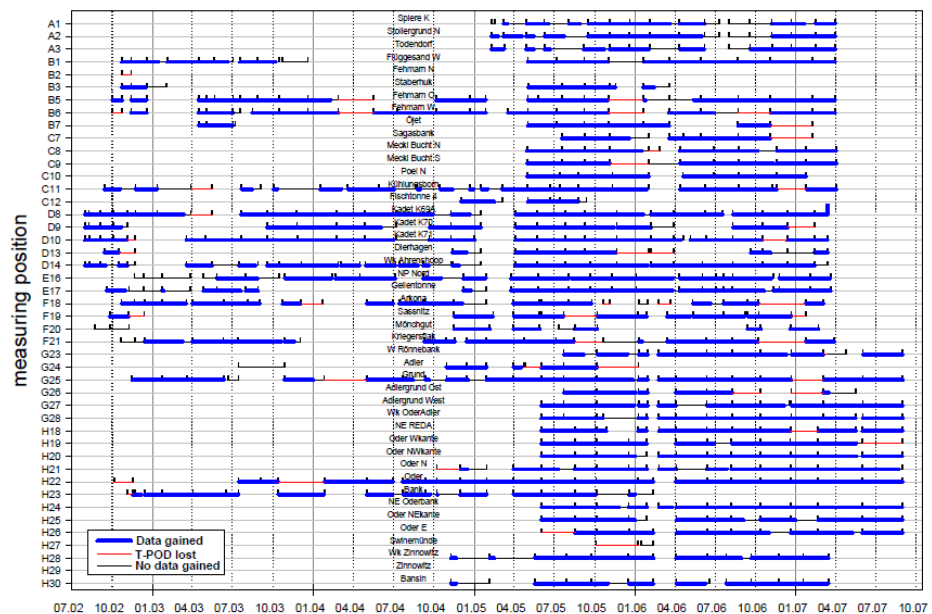 measuring position
A1 Spiere K
A2 Stollergrund N
A3 Todendorf
B1 Flüggesand W
B2 Fehmarn N
B3 Staberhuk
B5 Fehmarn O
B6 Fehmarn W
B7 Öjet
C7 Sagasbank
C8 Meckl Bucht N
C9 Meckl Bucht S
C10 Poel N
C11 Kühlungsborn
C12 Fischtonne 4
D8 Kadet K69A
D9 Kadet K70
D10 Kadet K71
D13 Dierhagen
D14 Wk Ahrenshoop
E16 NP Nord
E17 Gellentonne
F18 Arkona
F19 Sassnitz
F20 Mönchgut
F21 Kriegersflak
G23 W Rönnebank
G24 Adler
G25 Grund
G26 Adlergrund Ost
G27 Adlergrund West
G28 Wk OderAdler
H18 NE REDA
H19 Oder Wkante
H20 Oder NWkante
H21 Oder N
H22 Oder
H23 Bank
H24 NE Oderbank
H25 Oder NEkante
H26 Oder E
H27 Swinemünde
H28 Wk Zinnowitz
H29 Zinnowitz
H30 Bansin
Data gained
T-POD lost
No data gained
07.02 10.02 01.03 04.03 07.03 10.03 01.04 04.04 07.04 10.04 01.05 04.05 07.05 10.05 01.06 04.06 07.06 10.06 01.07 04.07 07.07 10.07